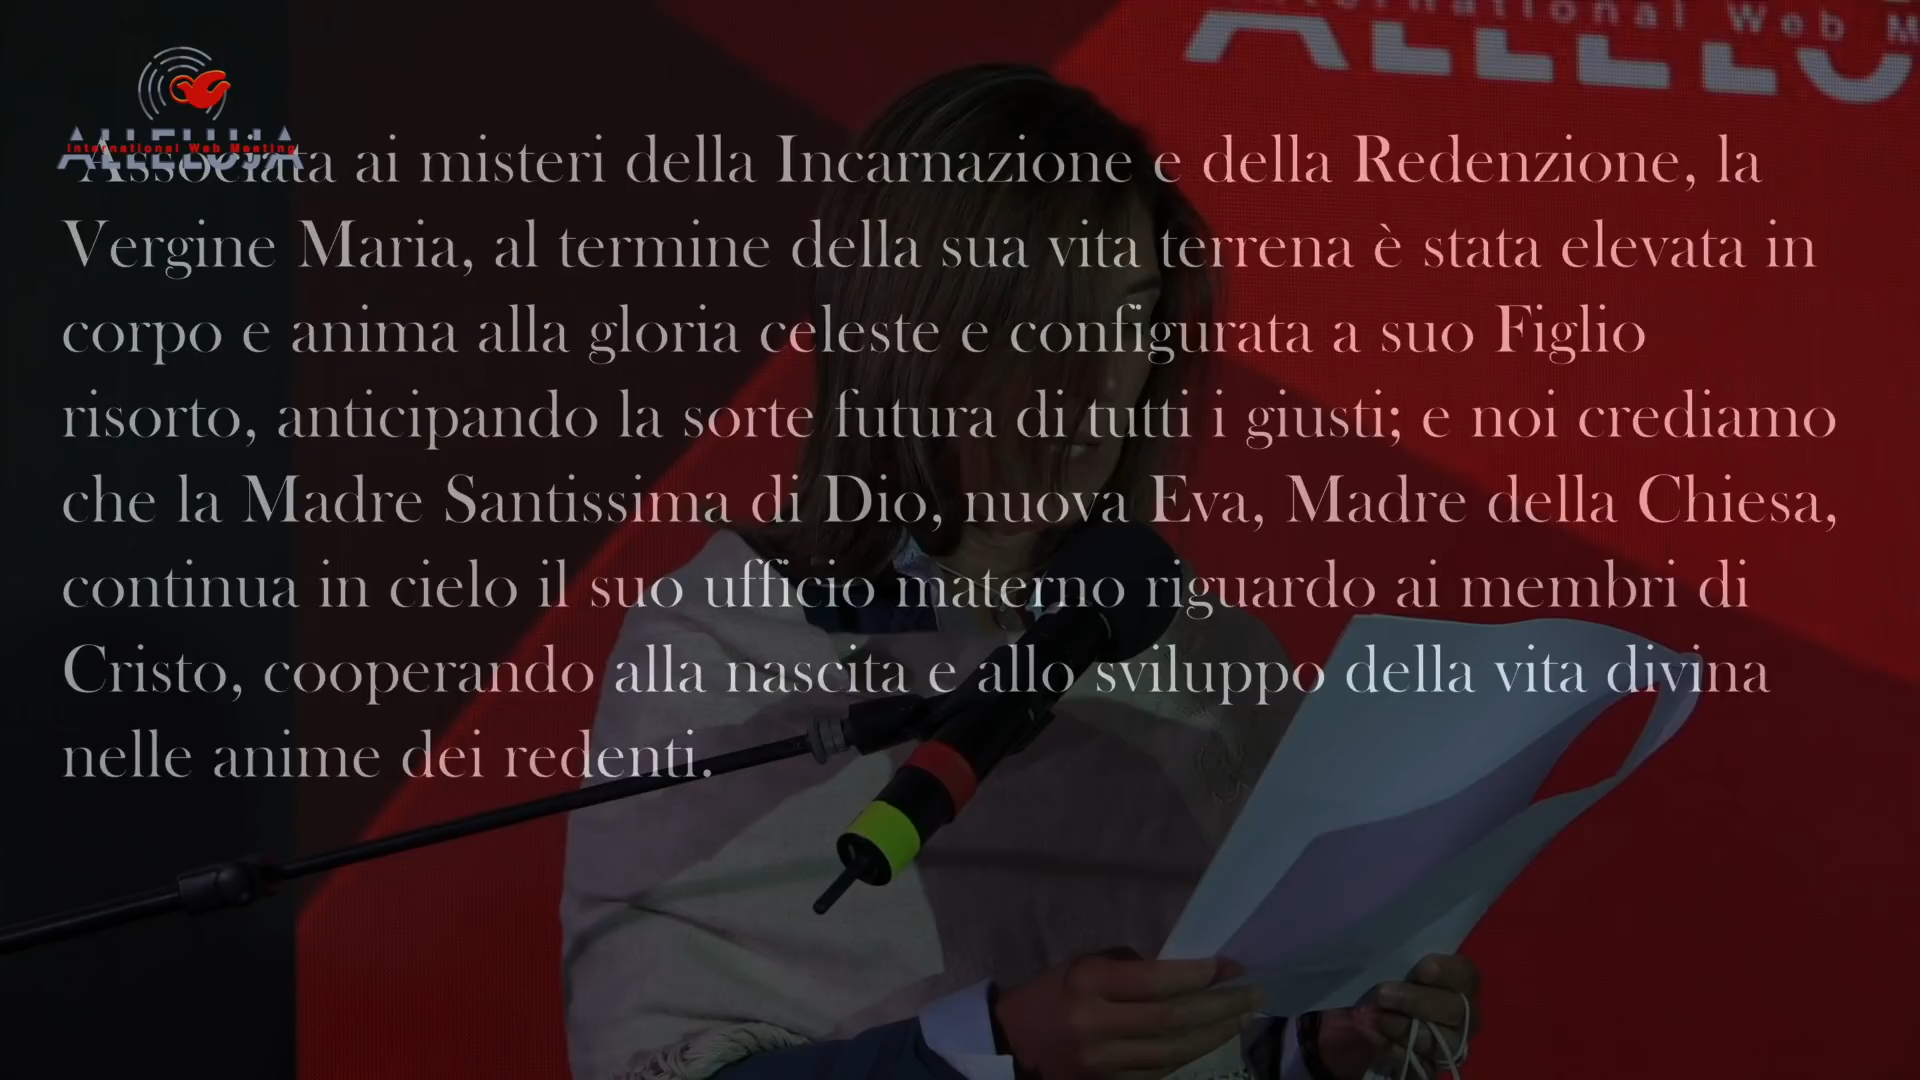 International Web M
ALLELU
ALLELUJA
International Web Meeting
Associata ai misteri della Incarnazione e della Redenzione, la
Vergine Maria, al termine della sua vita terrena è stata elevata in
corpo e anima alla gloria celeste e configurata a suo Figlio
risorto, anticipando la sorte futura di tutti i giusti; e noi crediamo
che la Madre Santissima di Dio, nuova Eva, Madre della Chiesa,
continua in cielo il suo ufficio materno riguardo ai membri di
Cristo, cooperando alla nascita e allo sviluppo della vita divina
nelle anime dei redenti.